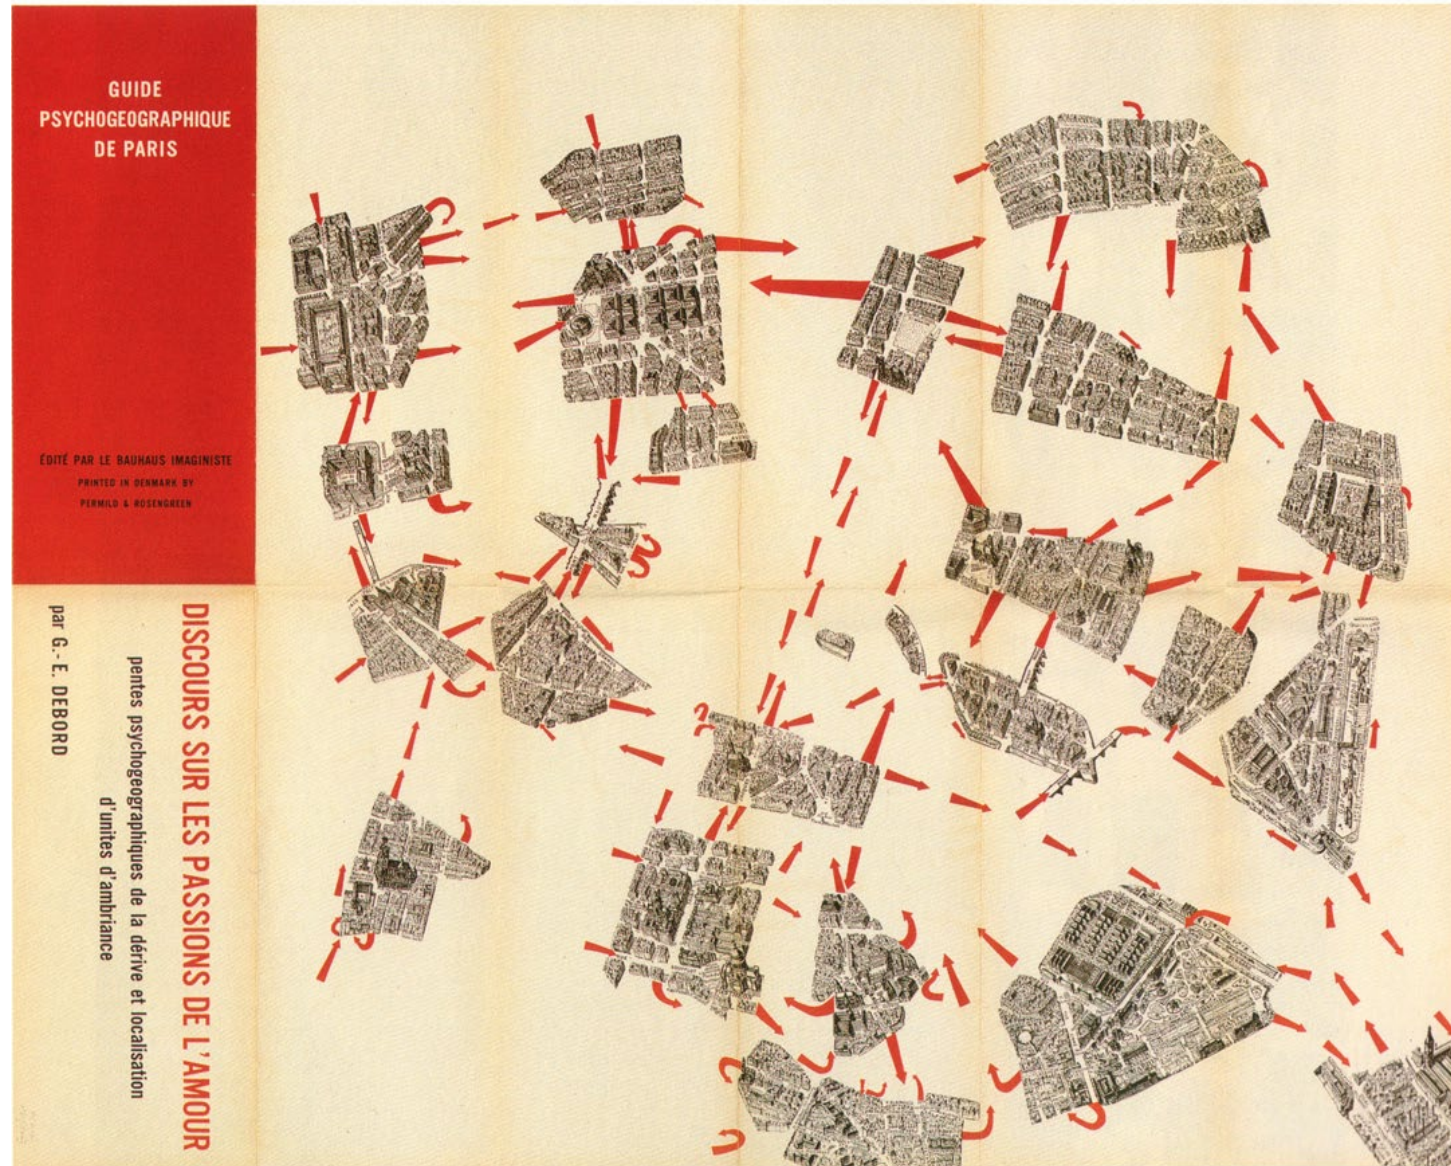 GUIDE
PSYCHOGEOGRAPHIQUE
DE PARIS
ÉDITÉ PAR LE BAUHAUS IMAGINISTE
PRINTED IN DENMARK BY
PERMILD & ROSENGREEN
DISCOURS SUR LES PASSIONS DE L'AMOUR
pentes psychogeographiques de la dérive et localisation
d'unites d'ambriance
par G.-E. DEBORD